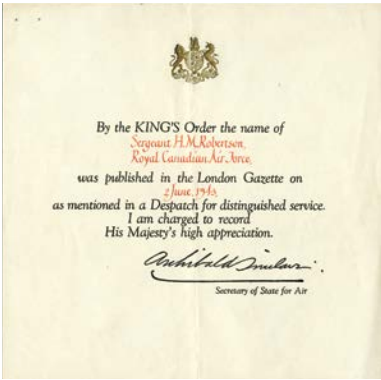 By the KING'S Order the name of
Sergeant H.M. Robertson,
Royal Canadian Air Force,
was published in the London Gazette on
2 June, 1943,
as mentioned in a Despatch for distinguished service.
I am charged to record
His Majesty's high appreciation.
Archibald Sinclair
Secretary of State for Air